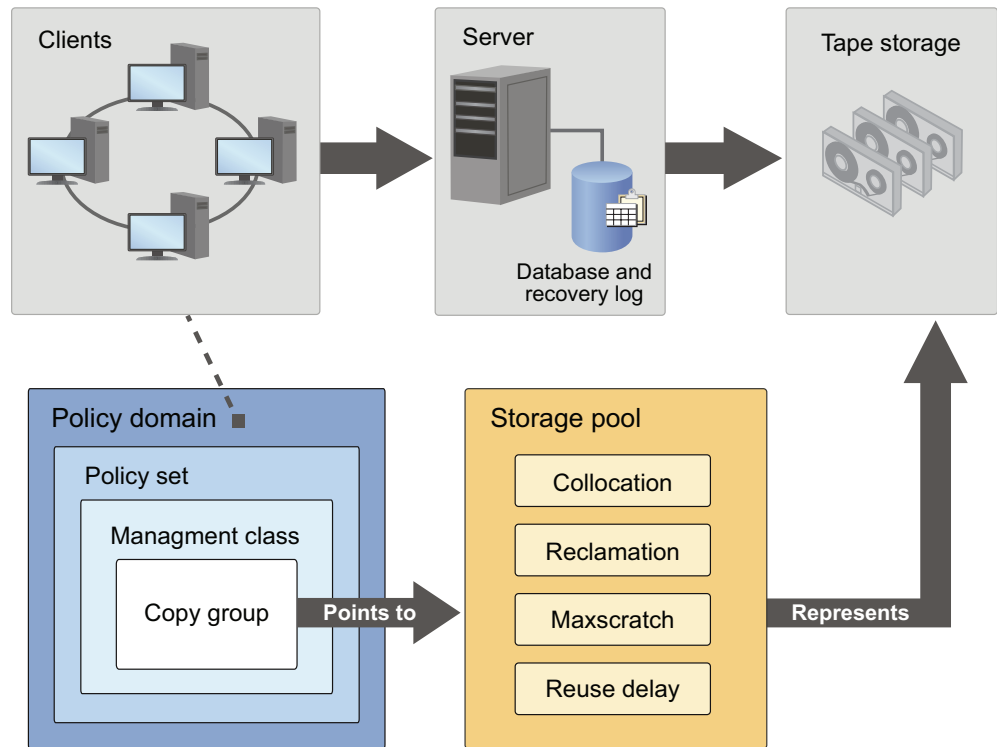 Clients
Server
Tape storage
Database and
recovery log
Policy domain
Policy set
Managment class
Copy group
Points to
Storage pool
Collocation
Reclamation
Maxscratch
Reuse delay
Represents